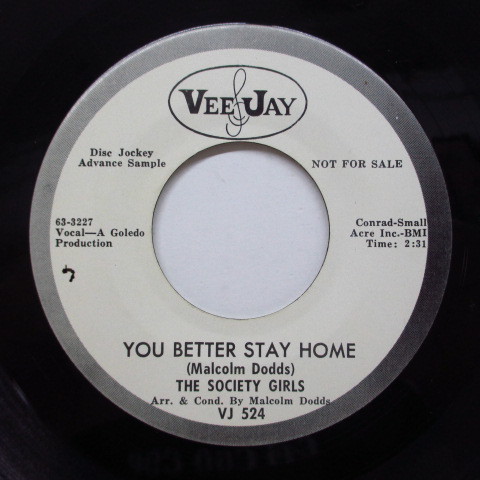 VEE JAY
Disc Jockey
Advance Sample
NOT FOR SALE
63-3227
Vocal—A Goledo
Production
Conrad-Small
Acre Inc.-BMI
Time: 2:31
YOU BETTER STAY HOME
(Malcolm Dodds)
THE SOCIETY GIRLS
Arr. & Cond. By Malcolm Dodds
VJ 524